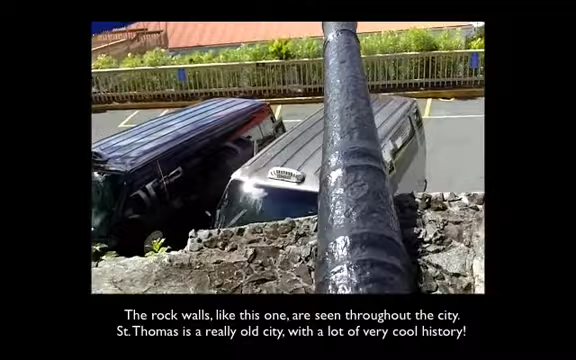 The rock walls, like this one, are seen throughout the city.
St. Thomas is a really old city, with a lot of very cool history!